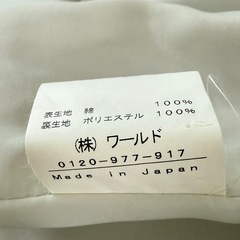 表生地 綿 100%
裏生地 ポリエステル 100%
(株) ワールド
0120-977-917
Made in Japan